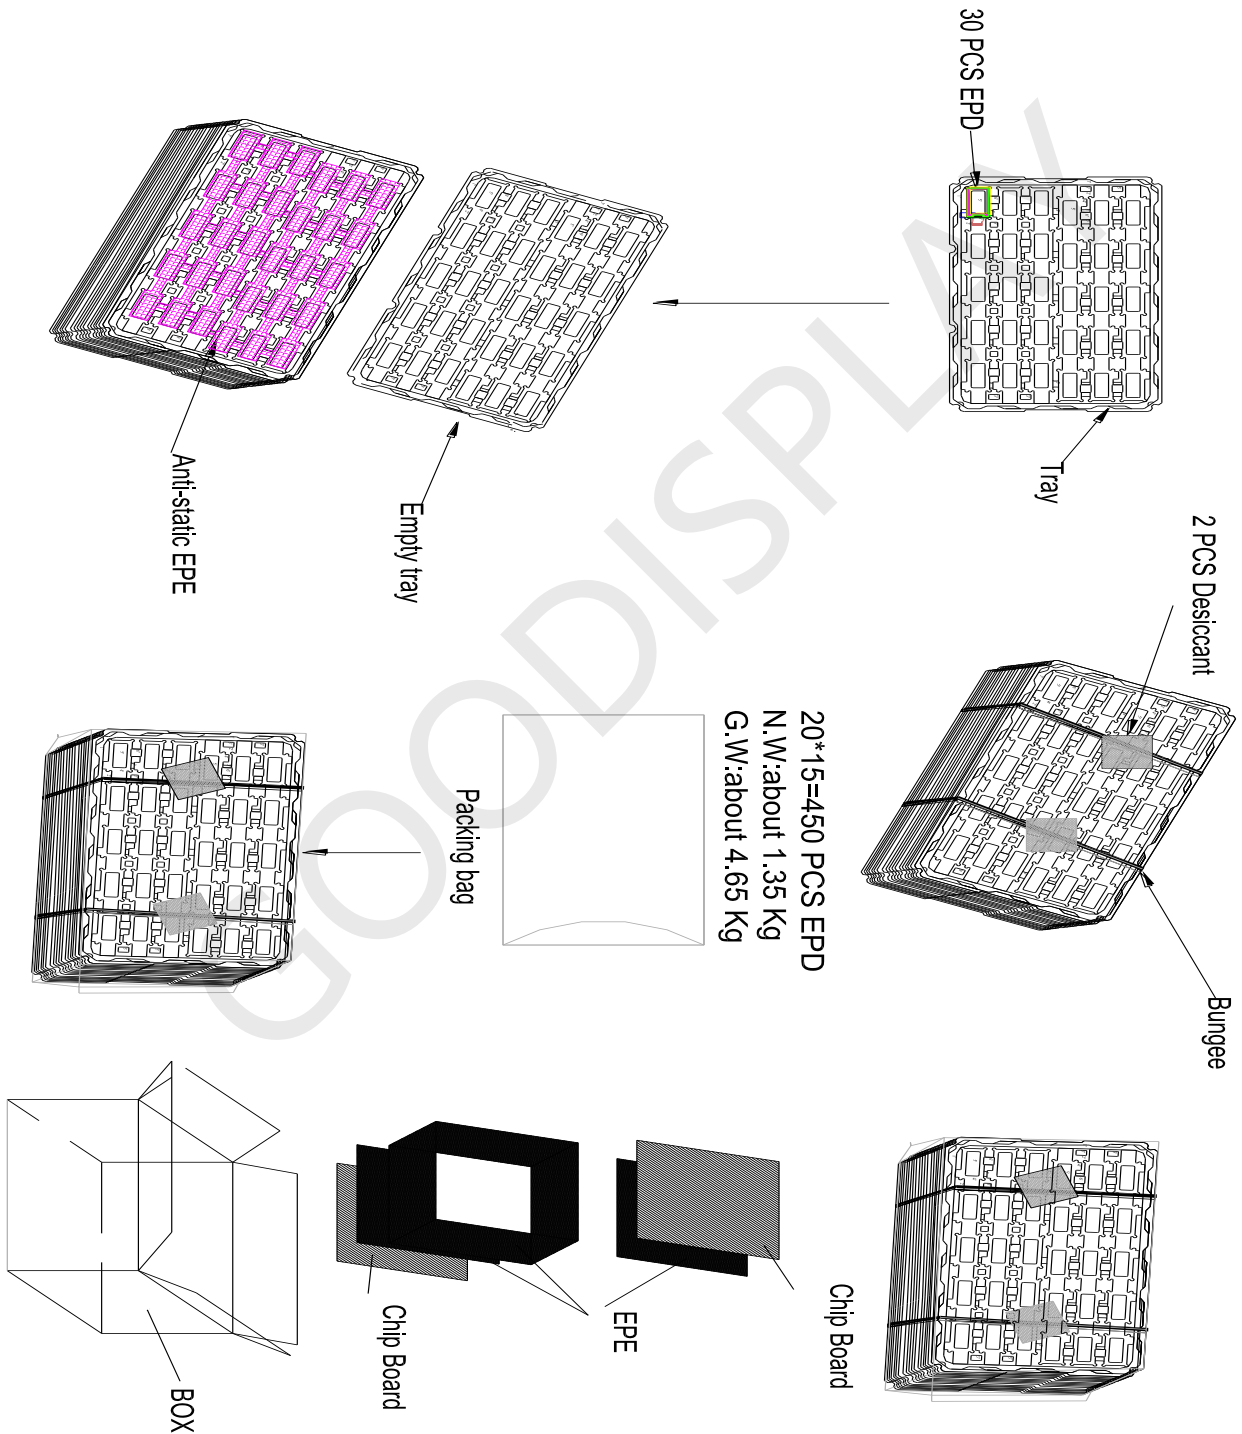 30 PCS EPD
Tray
Empty tray
Anti-static EPE
2 PCS Desiccant
Bungee
20*15=450 PCS EPD
N.W:about 1.35 Kg
G.W:about 4.65 Kg
Packing bag
Chip Board
EPE
Chip Board
BOX
GOODISPLAY